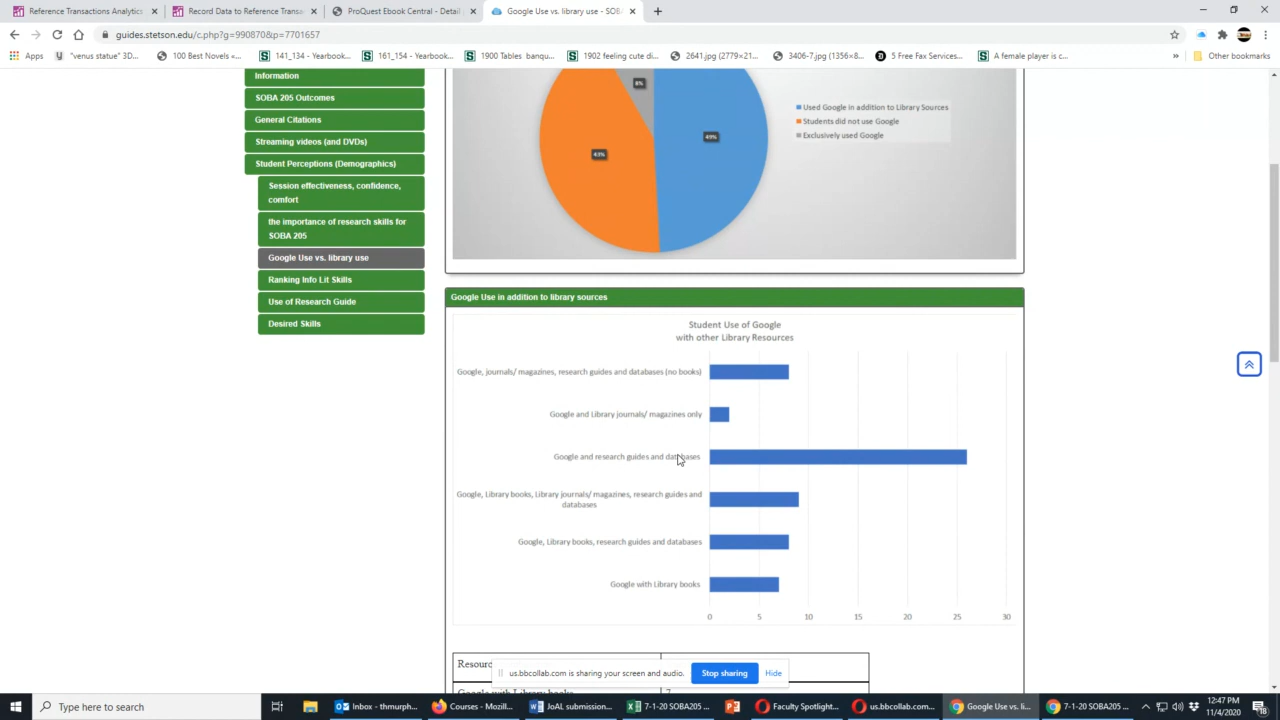 Reference Transactions Analytics
Record Data to Reference Trans
ProQuest Ebook Central - Detail
Google Use vs. library use - SOB
guides.stetson.edu/c.php?g=990870&p=7701657
Apps
"venus statue" 3D...
100 Best Novels «...
141_134 - Yearbook...
161_154 - Yearbook...
1900 Tables banqu...
1902 feeling cute di...
2641.jpg (2779×21...
3406-7.jpg (1356×8...
5 Free Fax Services...
A female player is c...
»
Other bookmarks
Information
SOBA 205 Outcomes
General Citations
Streaming videos (and DVDs)
Student Perceptions (Demographics)
Session effectiveness, confidence,
comfort
the importance of research skills for
SOBA 205
Google Use vs. library use
Ranking Info Lit Skills
Use of Research Guide
Desired Skills
8%
49%
43%
Used Google in addition to Library Sources
Students did not use Google
Exclusively used Google
Google Use in addition to library sources
Student Use of Google
with other Library Resources
Google, journals/ magazines, research guides and databases (no books)
Google and Library journals/ magazines only
Google and research guides and databases
Google, Library books, Library journals/ magazines, research guides and
databases
Google, Library books, research guides and databases
Google with Library books
0 5 10 15 20 25 30
Resourc
us.bbcollab.com is sharing your screen and audio.
Stop sharing
Hide
Google with Library books 7
Type here to search
Inbox - thmurph...
Courses - Mozill...
JoAL submission...
7-1-20 SOBA205 ...
Faculty Spotlight...
us.bbcollab.com...
Google Use vs. li...
7-1-20 SOBA205 ...
12:47 PM
11/4/2020